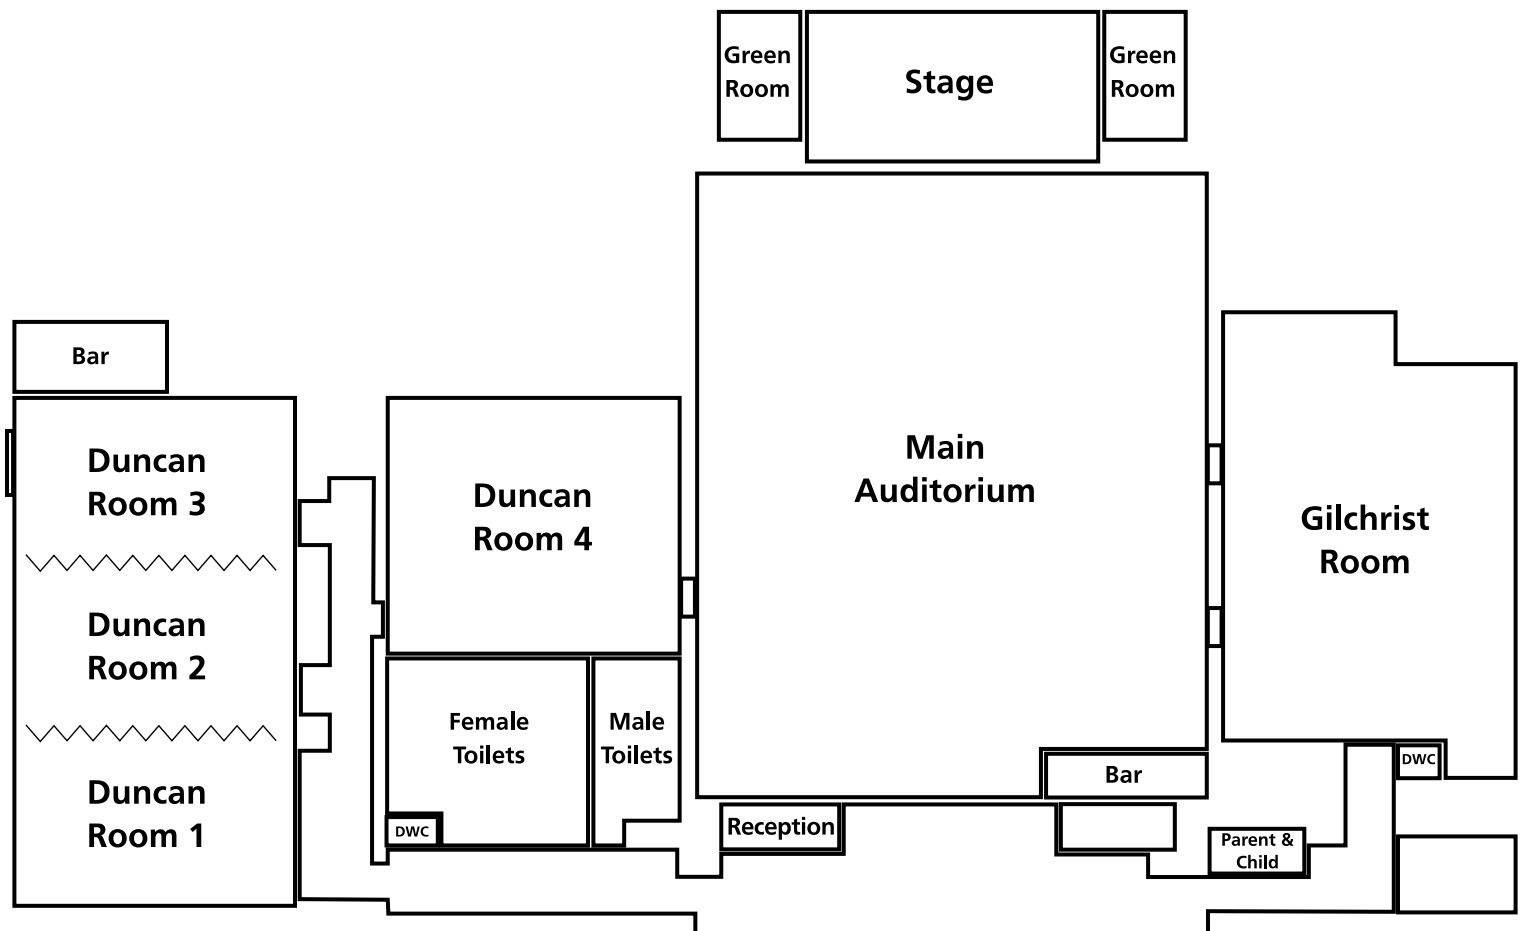 Green
Room
Stage
Green
Room
Bar
Duncan
Room 3
Duncan
Room 4
Main
Auditorium
Gilchrist
Room
Duncan
Room 2
Female
Toilets
Male
Toilets
DWC
Bar
Duncan
Room 1
DWC
Reception
Parent &
Child